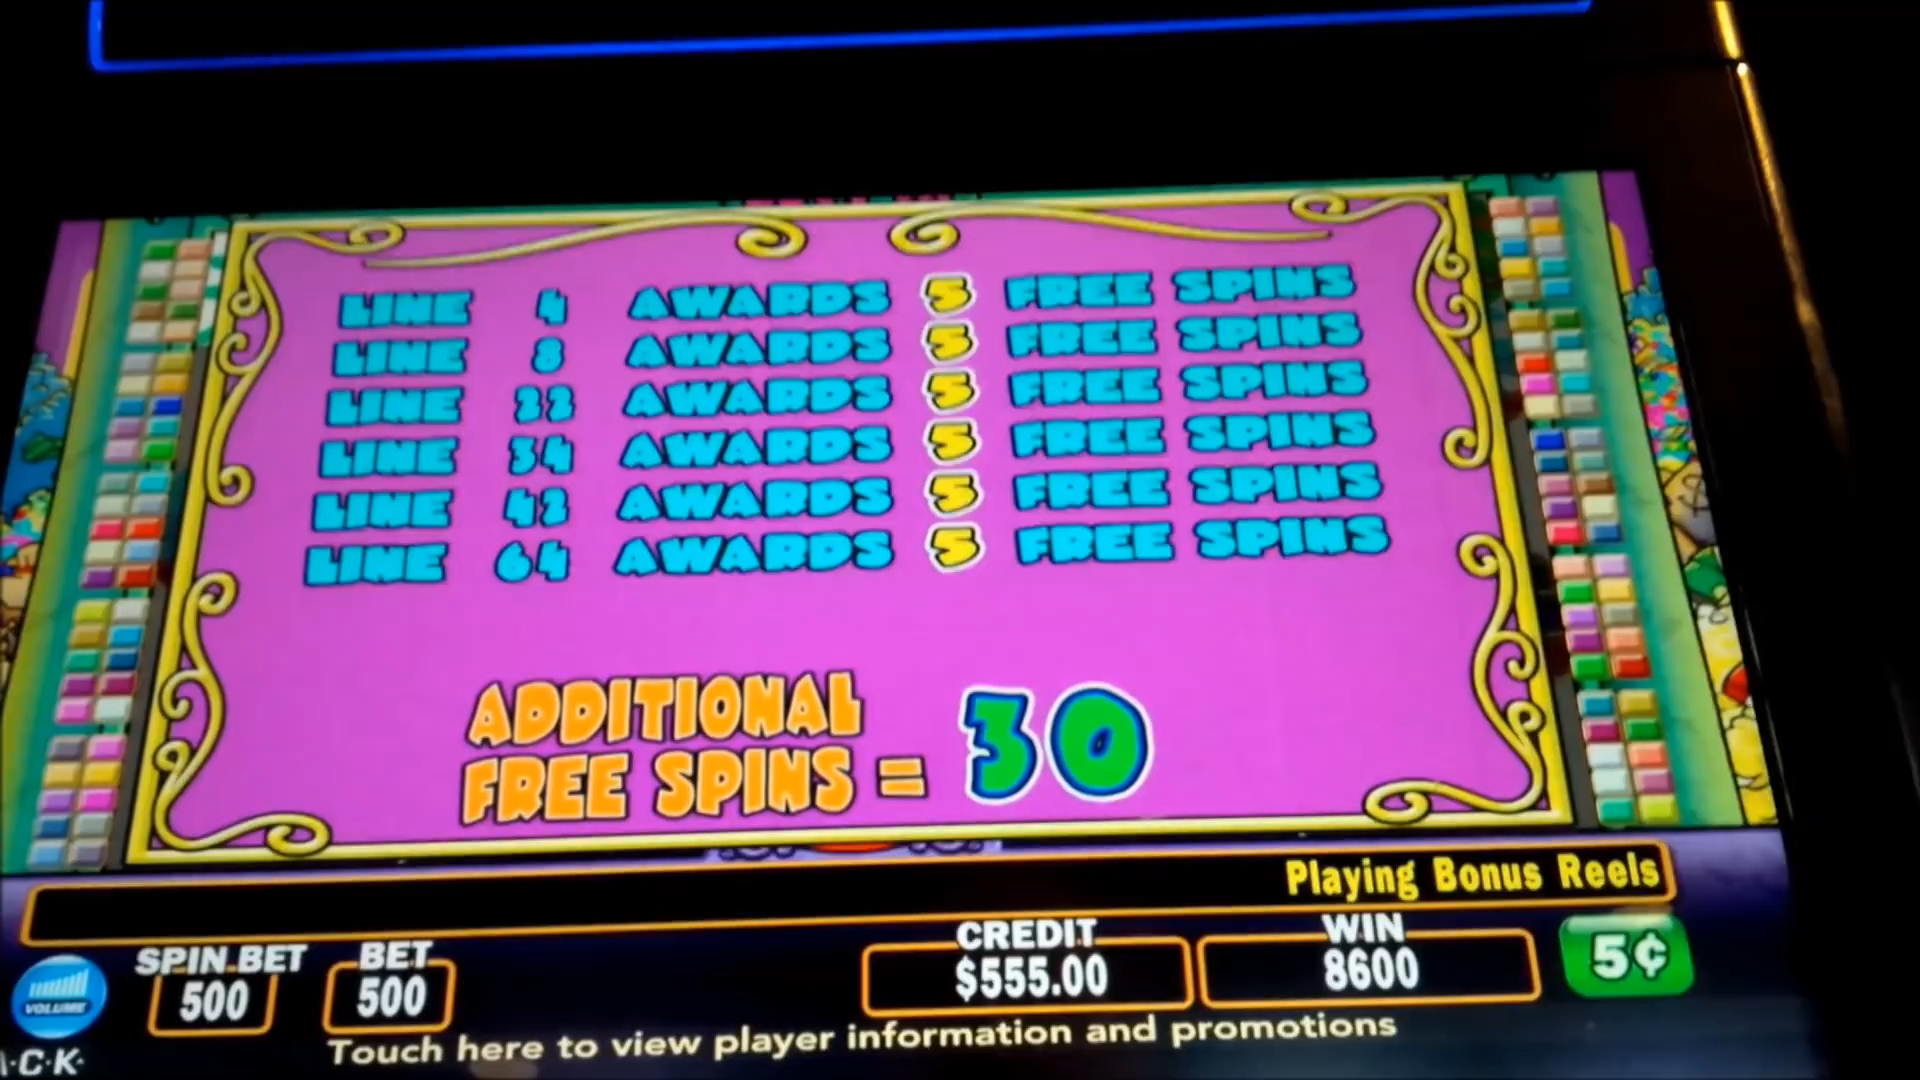 LINE 4 AWARDS 5 FREE SPINS
LINE 8 AWARDS 5 FREE SPINS
LINE 32 AWARDS 5 FREE SPINS
LINE 34 AWARDS 5 FREE SPINS
LINE 42 AWARDS 5 FREE SPINS
LINE 64 AWARDS 5 FREE SPINS
ADDITIONAL
FREE SPINS = 30
Playing Bonus Reels
SPIN BET
BET
CREDIT
WIN
VOLUME
500
500
$555.00
8600
5¢
Touch here to view player information and promotions